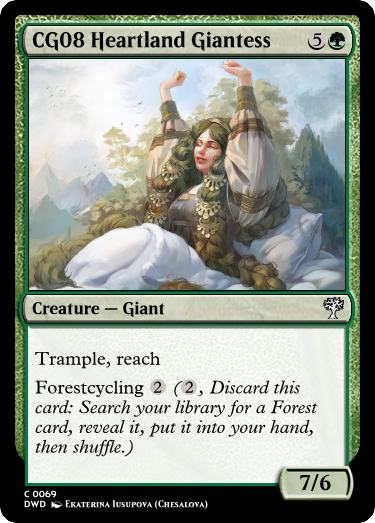 CG08 Heartland Giantess 5
Creature — Giant
Trample, reach
Forestcycling 2 (2, Discard this
card: Search your library for a Forest
card, reveal it, put it into your hand,
then shuffle.)
7/6
C 0069
DWD Ekaterina Iusupova (Chesalova)